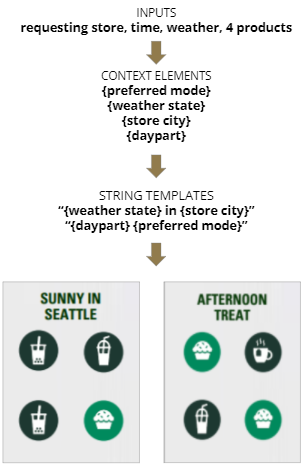 INPUTS
requesting store, time, weather, 4 products
CONTEXT ELEMENTS
{preferred mode}
{weather state}
{store city}
{daypart}
STRING TEMPLATES
“{weather state} in {store city}”
“{daypart} {preferred mode}”
SUNNY IN
SEATTLE
AFTERNOON
TREAT